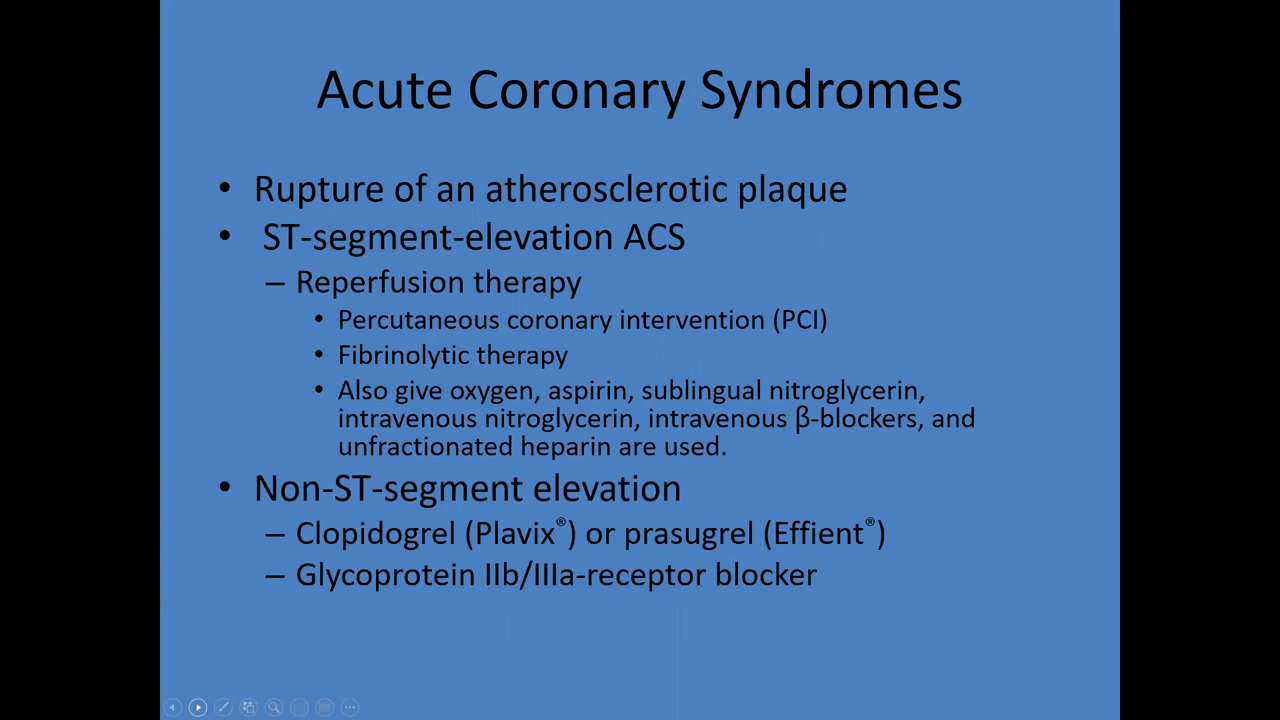 Acute Coronary Syndromes
• Rupture of an atherosclerotic plaque
• ST-segment-elevation ACS
– Reperfusion therapy
• Percutaneous coronary intervention (PCI)
• Fibrinolytic therapy
• Also give oxygen, aspirin, sublingual nitroglycerin,
intravenous nitroglycerin, intravenous β-blockers, and
unfractionated heparin are used.
• Non-ST-segment elevation
– Clopidogrel (Plavix®) or prasugrel (Effient®)
– Glycoprotein IIb/IIIa-receptor blocker